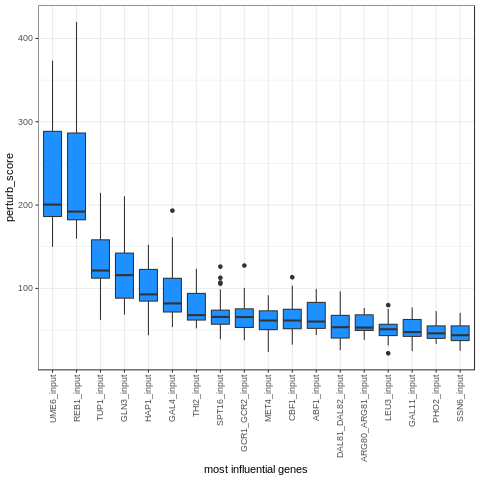 400
300
200
100
perturb_score
UME6_input
REB1_input
TUP1_input
GLN3_input
HAP1_input
GAL4_input
THI2_input
SPT16_input
GCR1_GCR2_input
MET4_input
CBF1_input
ABF1_input
DAL81_DAL82_input
ARG80_ARG81_input
LEU3_input
GAL11_input
PHO2_input
SSN6_input
most influential genes